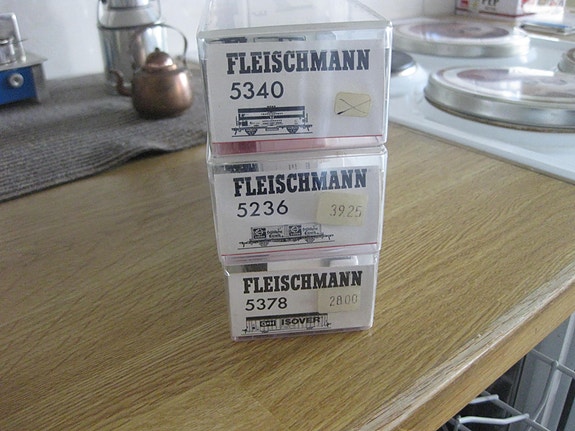 FLEISCHMANN
5340
FLEISCHMANN
5236 39.25
FLEISCHMANN
5378 28.00
G+H ISOVER